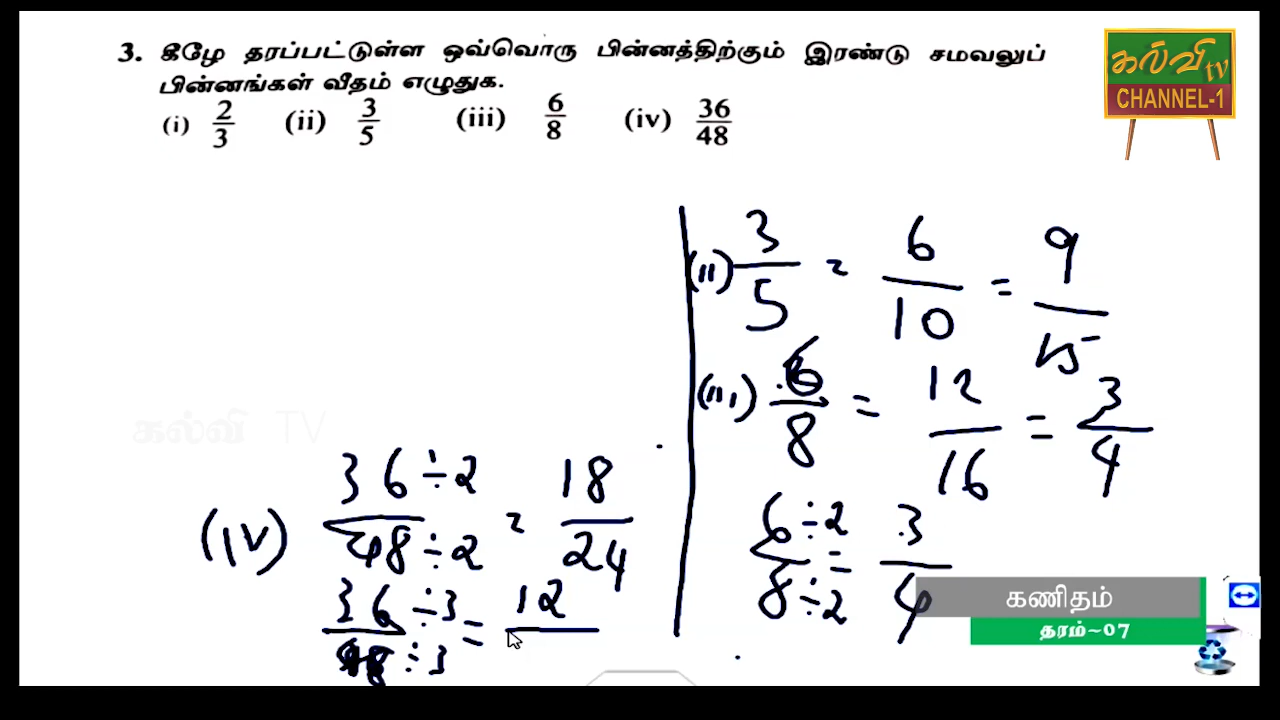 3. கீழே தரப்பட்டுள்ள ஒவ்வொரு பின்னத்திற்கும் இரண்டு சமவலுப்
பின்னங்கள் வீதம் எழுதுக.
(i) 2/3 (ii) 3/5 (iii) 6/8 (iv) 36/48
கல்வி tv
CHANNEL-1
(ii) 3/5 = 6/10 = 9/15
(iii) 6/8 = 12/16 = 3/4
6÷2/8÷2 = 3/4
கல்வி TV
(iv) 36÷2/48÷2 = 18/24
36÷3/48÷3 = 12/
கணிதம்
தரம்-07